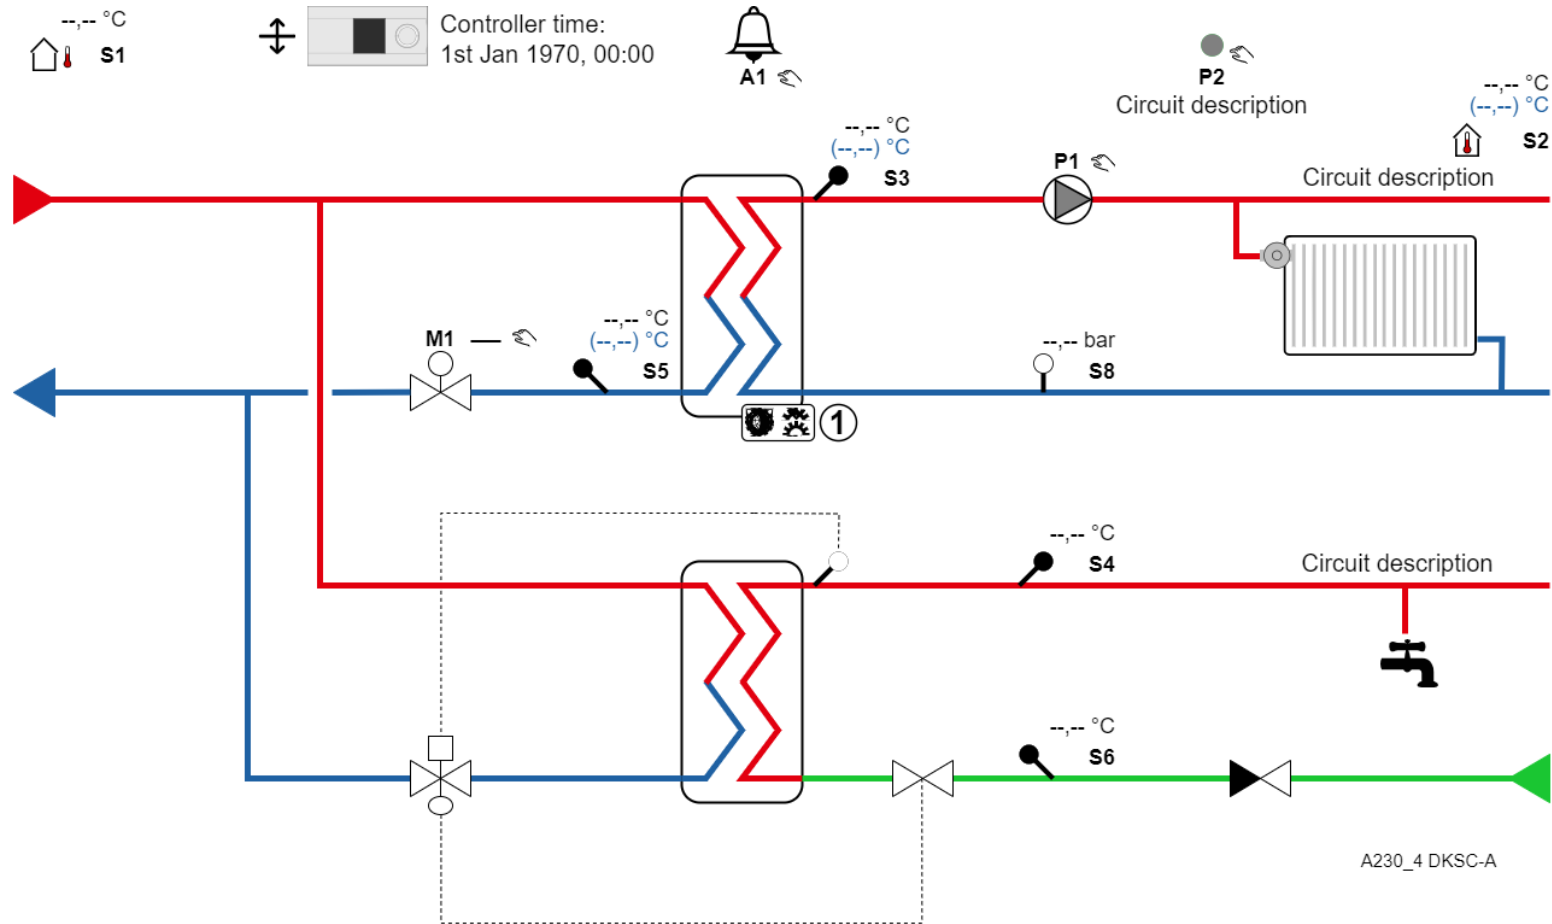 --,-- °C
S1
Controller time:
1st Jan 1970, 00:00
A1
P2
Circuit description
--,-- °C
(--,--) °C
S2
Circuit description
--,-- °C
(--,--) °C
S3
P1
M1
--,-- °C
(--,--) °C
S5
--,-- bar
S8
1
--,-- °C
S4
Circuit description
--,-- °C
S6
A230_4 DKSC-A